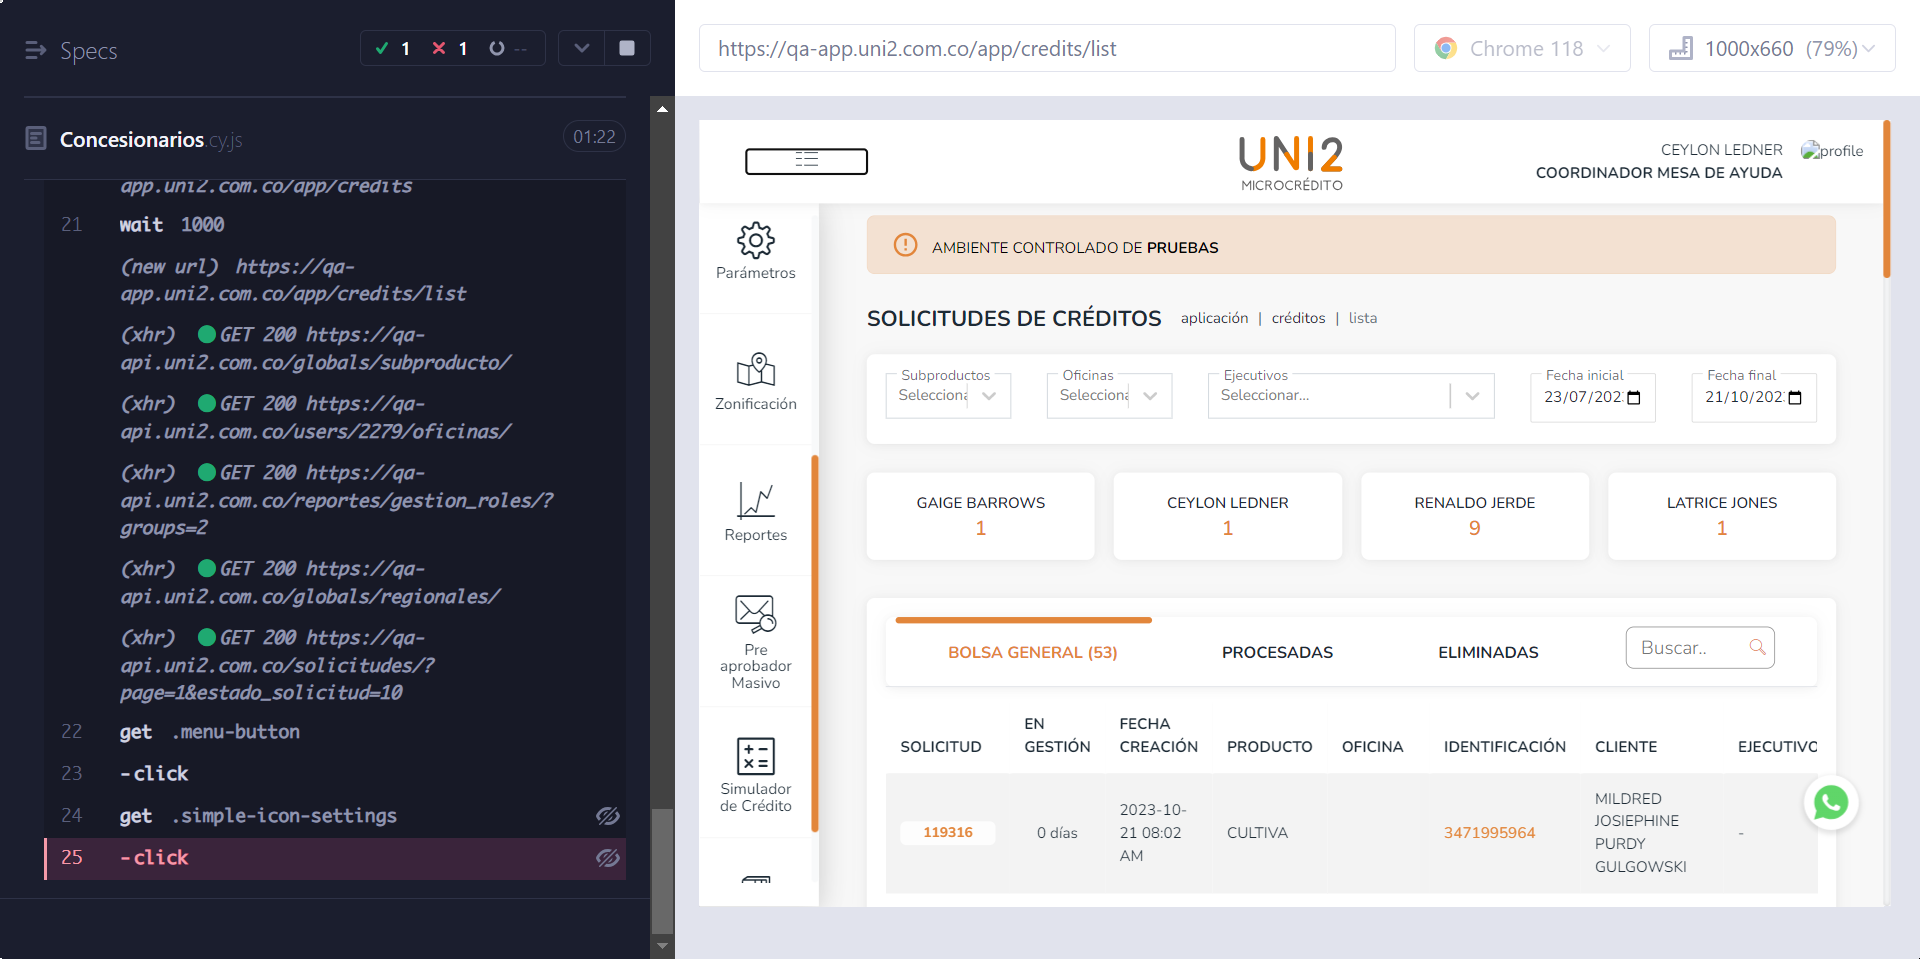 Specs
1
1
--
https://qa-app.uni2.com.co/app/credits/list
Chrome 118
1000x660 (79%)
Concesionarios.cy.js
01:22
app.uni2.com.co/app/credits
21 wait 1000
(new url) https://qa-
app.uni2.com.co/app/credits/list
(xhr) GET 200 https://qa-
api.uni2.com.co/globals/subproducto/
(xhr) GET 200 https://qa-
api.uni2.com.co/users/2279/oficinas/
(xhr) GET 200 https://qa-
api.uni2.com.co/reportes/gestion_roles/?
groups=2
(xhr) GET 200 https://qa-
api.uni2.com.co/globals/regionales/
(xhr) GET 200 https://qa-
api.uni2.com.co/solicitudes/?
page=1&estado_solicitud=10
22 get .menu-button
23 -click
24 get .simple-icon-settings
25 -click
UNI2
MICROCRÉDITO
CEYLON LEDNER
COORDINADOR MESA DE AYUDA
profile
Parámetros
Zonificación
Reportes
Pre
aprobador
Masivo
Simulador
de Crédito
AMBIENTE CONTROLADO DE PRUEBAS
SOLICITUDES DE CRÉDITOS aplicación | créditos | lista
Subproductos Oficinas Ejecutivos Fecha inicial Fecha final
Selecciona Selecciona Seleccionar... 23/07/202 21/10/202
GAIGE BARROWS
1
CEYLON LEDNER
1
RENALDO JERDE
9
LATRICE JONES
1
BOLSA GENERAL (53) PROCESADAS ELIMINADAS Buscar..
SOLICITUD
EN
GESTIÓN
FECHA
CREACIÓN
PRODUCTO
OFICINA
IDENTIFICACIÓN
CLIENTE
EJECUTIVO
119316
0 días
2023-10-
21 08:02
AM
CULTIVA
3471995964
MILDRED
JOSIEPHINE
PURDY
GULGOWSKI
-